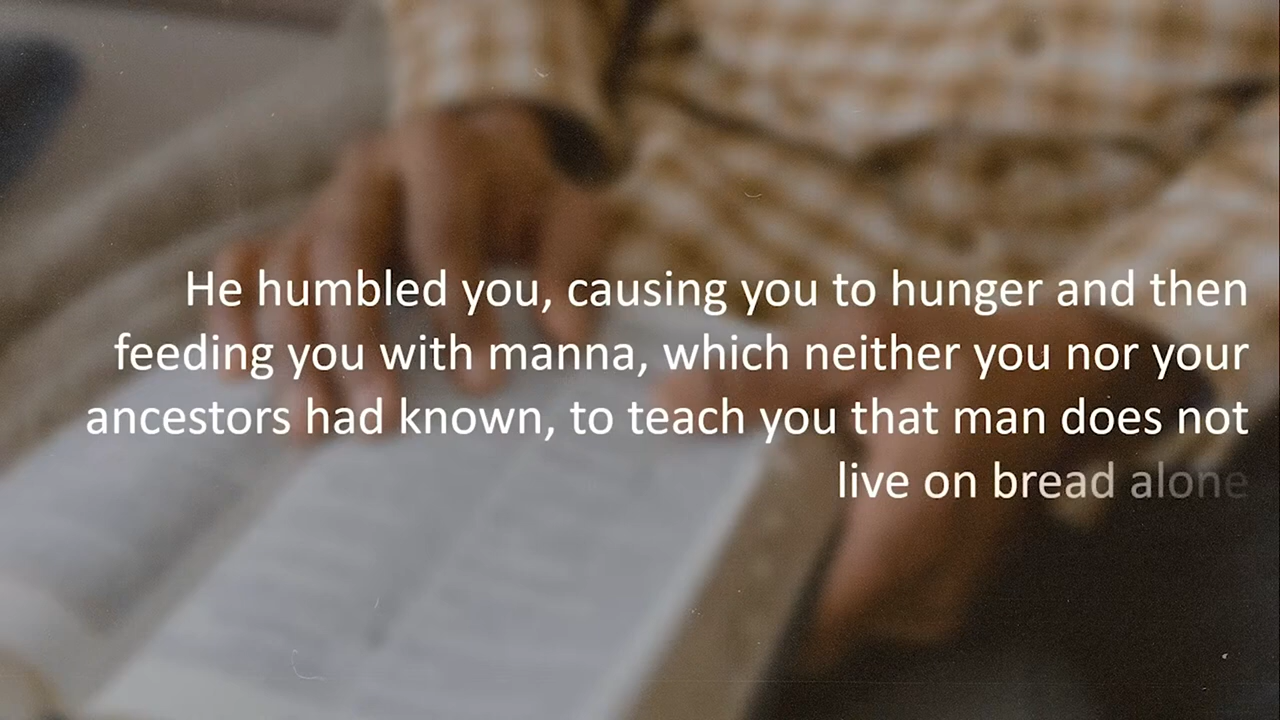 He humbled you, causing you to hunger and then
feeding you with manna, which neither you nor your
ancestors had known, to teach you that man does not
live on bread alone